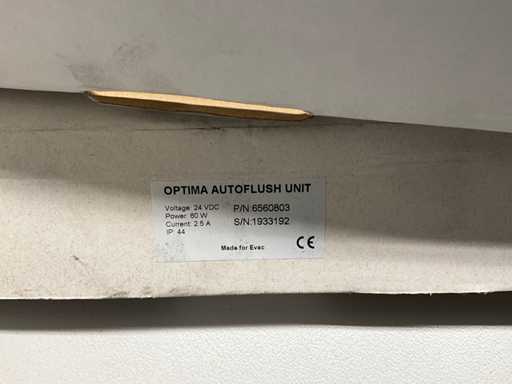 OPTIMA AUTOFLUSH UNIT
Voltage: 24 VDC
Power: 60 W
Current: 2.5 A
IP: 44
P/N:6560803
S/N:1933192
Made for Evac
CE